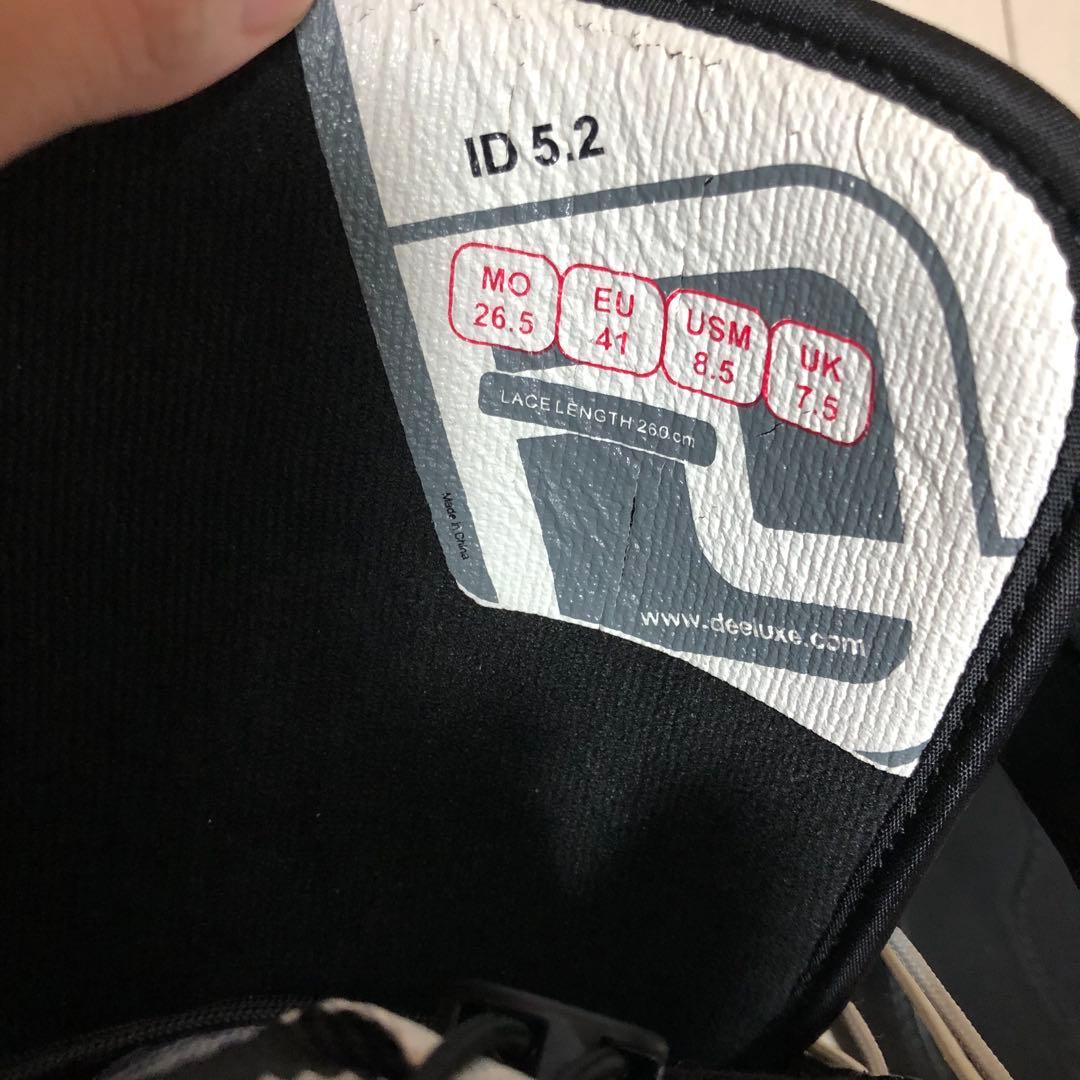 ID 5.2
MO
26.5
EU
41
USM
8.5
UK
7.5
LACE LENGTH 260 cm
Made in China
www.deeluxe.com